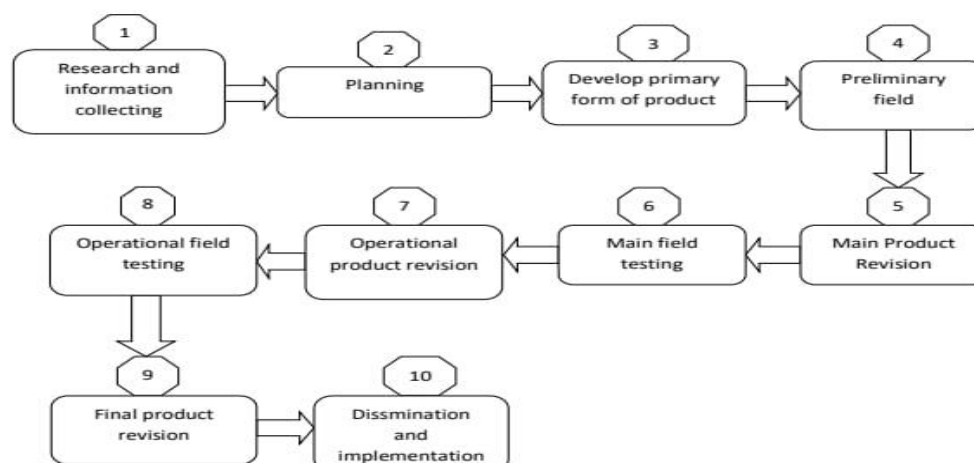 1
Research and
information
collecting
2
Planning
3
Develop primary
form of product
4
Preliminary
field
5
Main Product
Revision
6
Main field
testing
7
Operational
product revision
8
Operational field
testing
9
Final product
revision
10
Dissmination
and
implementation